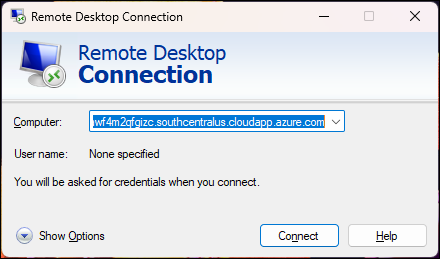 Remote Desktop Connection
Remote Desktop
Connection
Computer:
wf4m2qfgizc.southcentralus.cloudapp.azure.com
User name:
None specified
You will be asked for credentials when you connect.
Show Options
Connect
Help